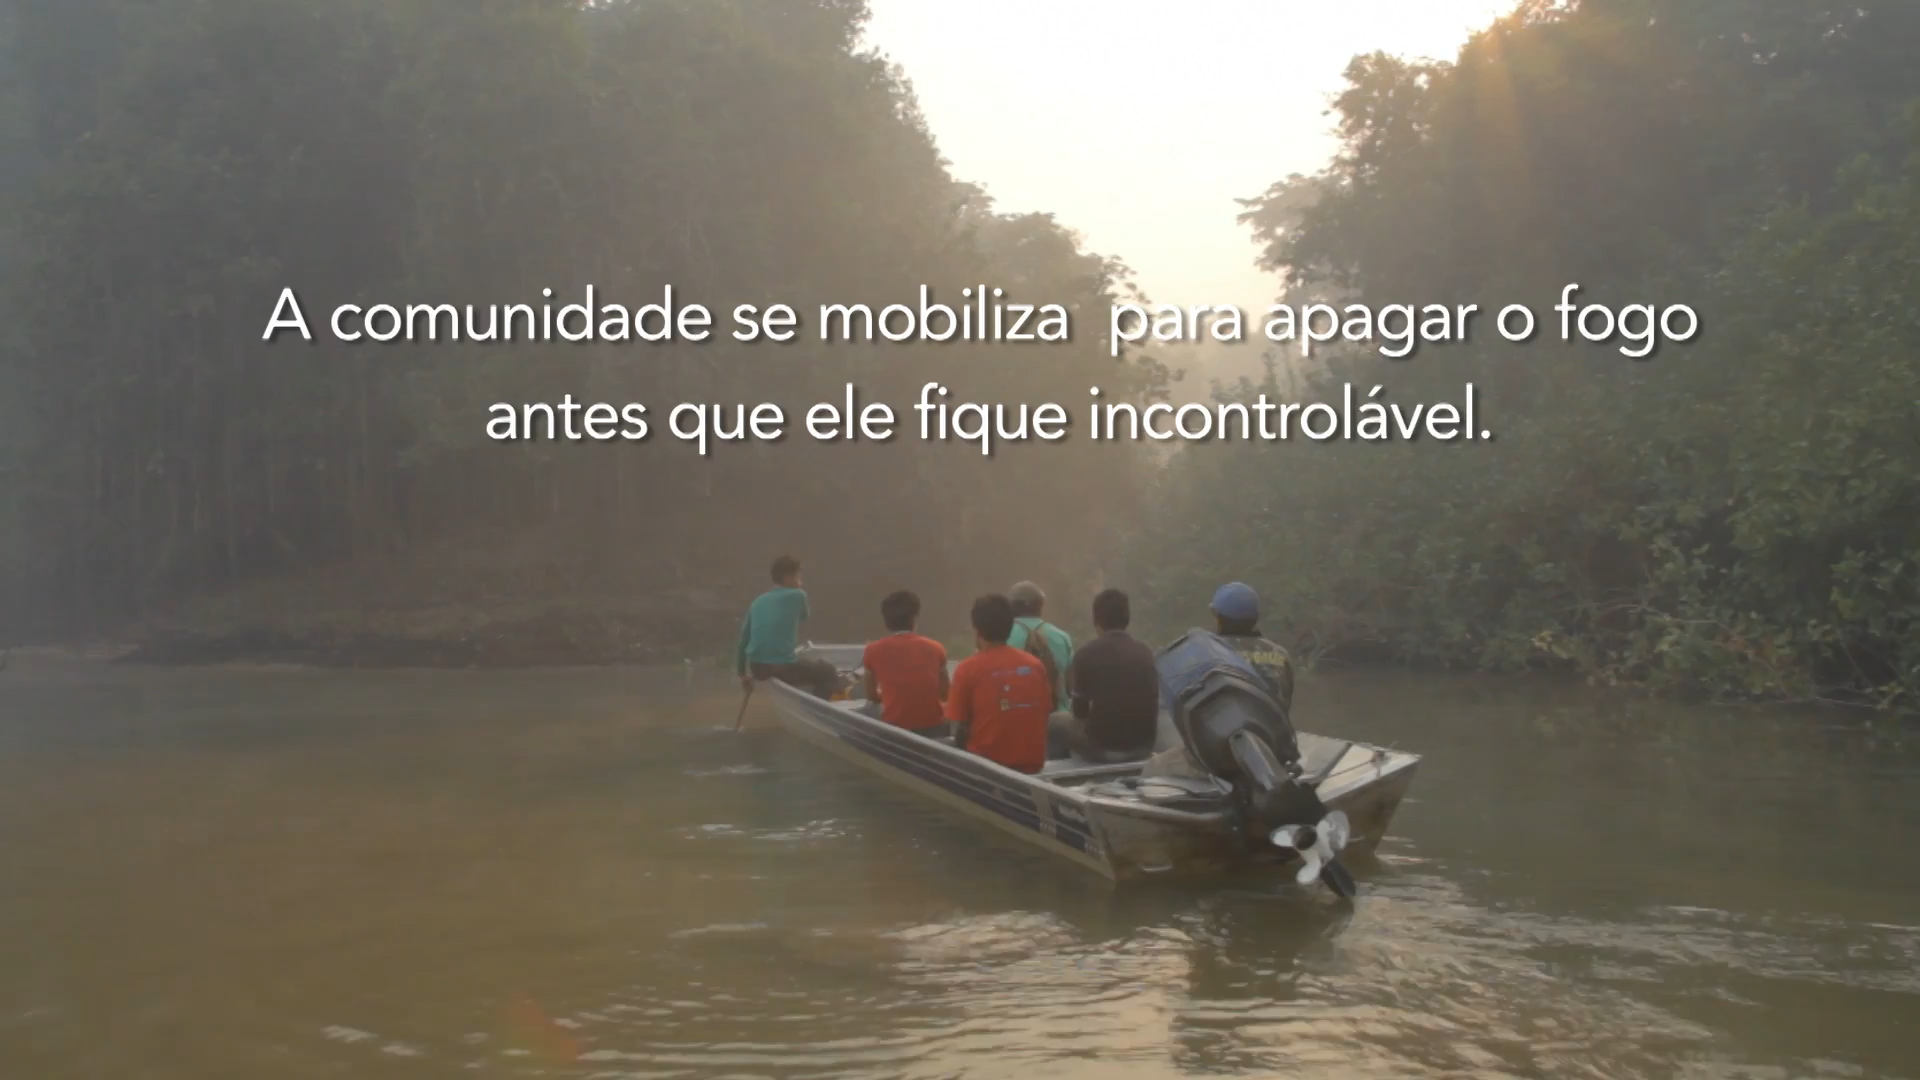 A comunidade se mobiliza  para apagar o fogo
antes que ele fique incontrolável.